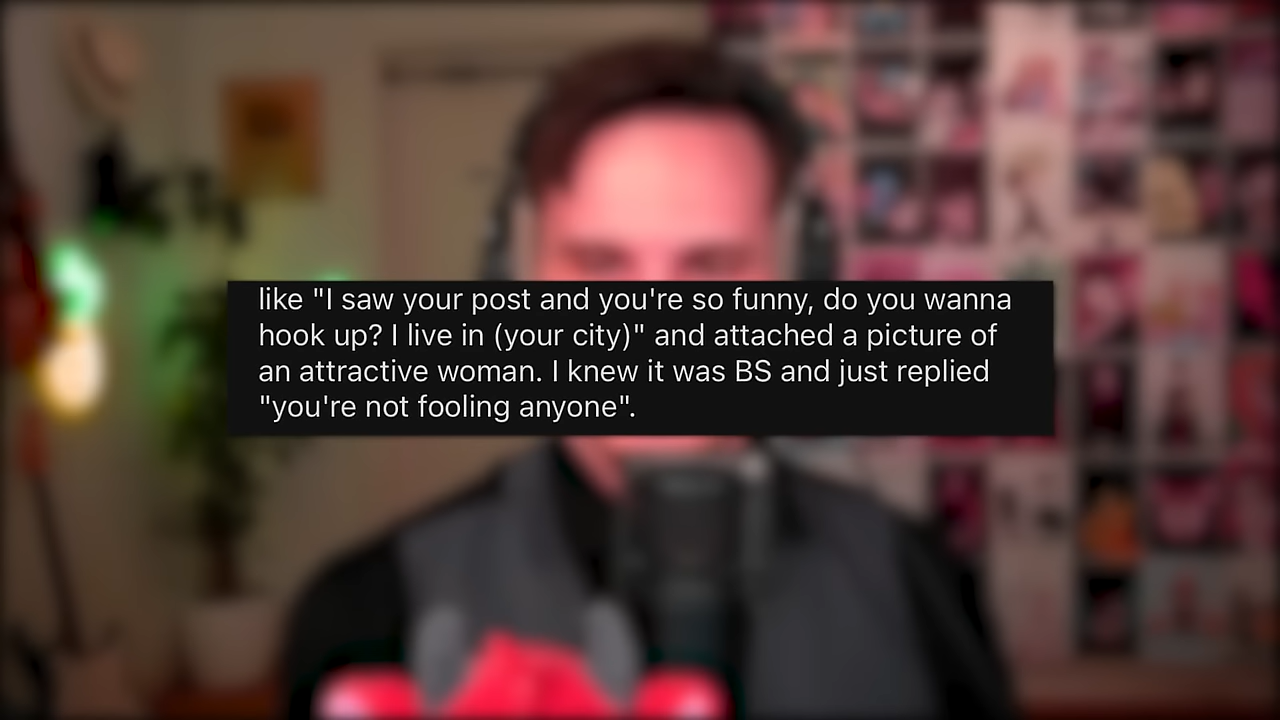 like "I saw your post and you're so funny, do you wanna
hook up? I live in (your city)" and attached a picture of
an attractive woman. I knew it was BS and just replied
"you're not fooling anyone".